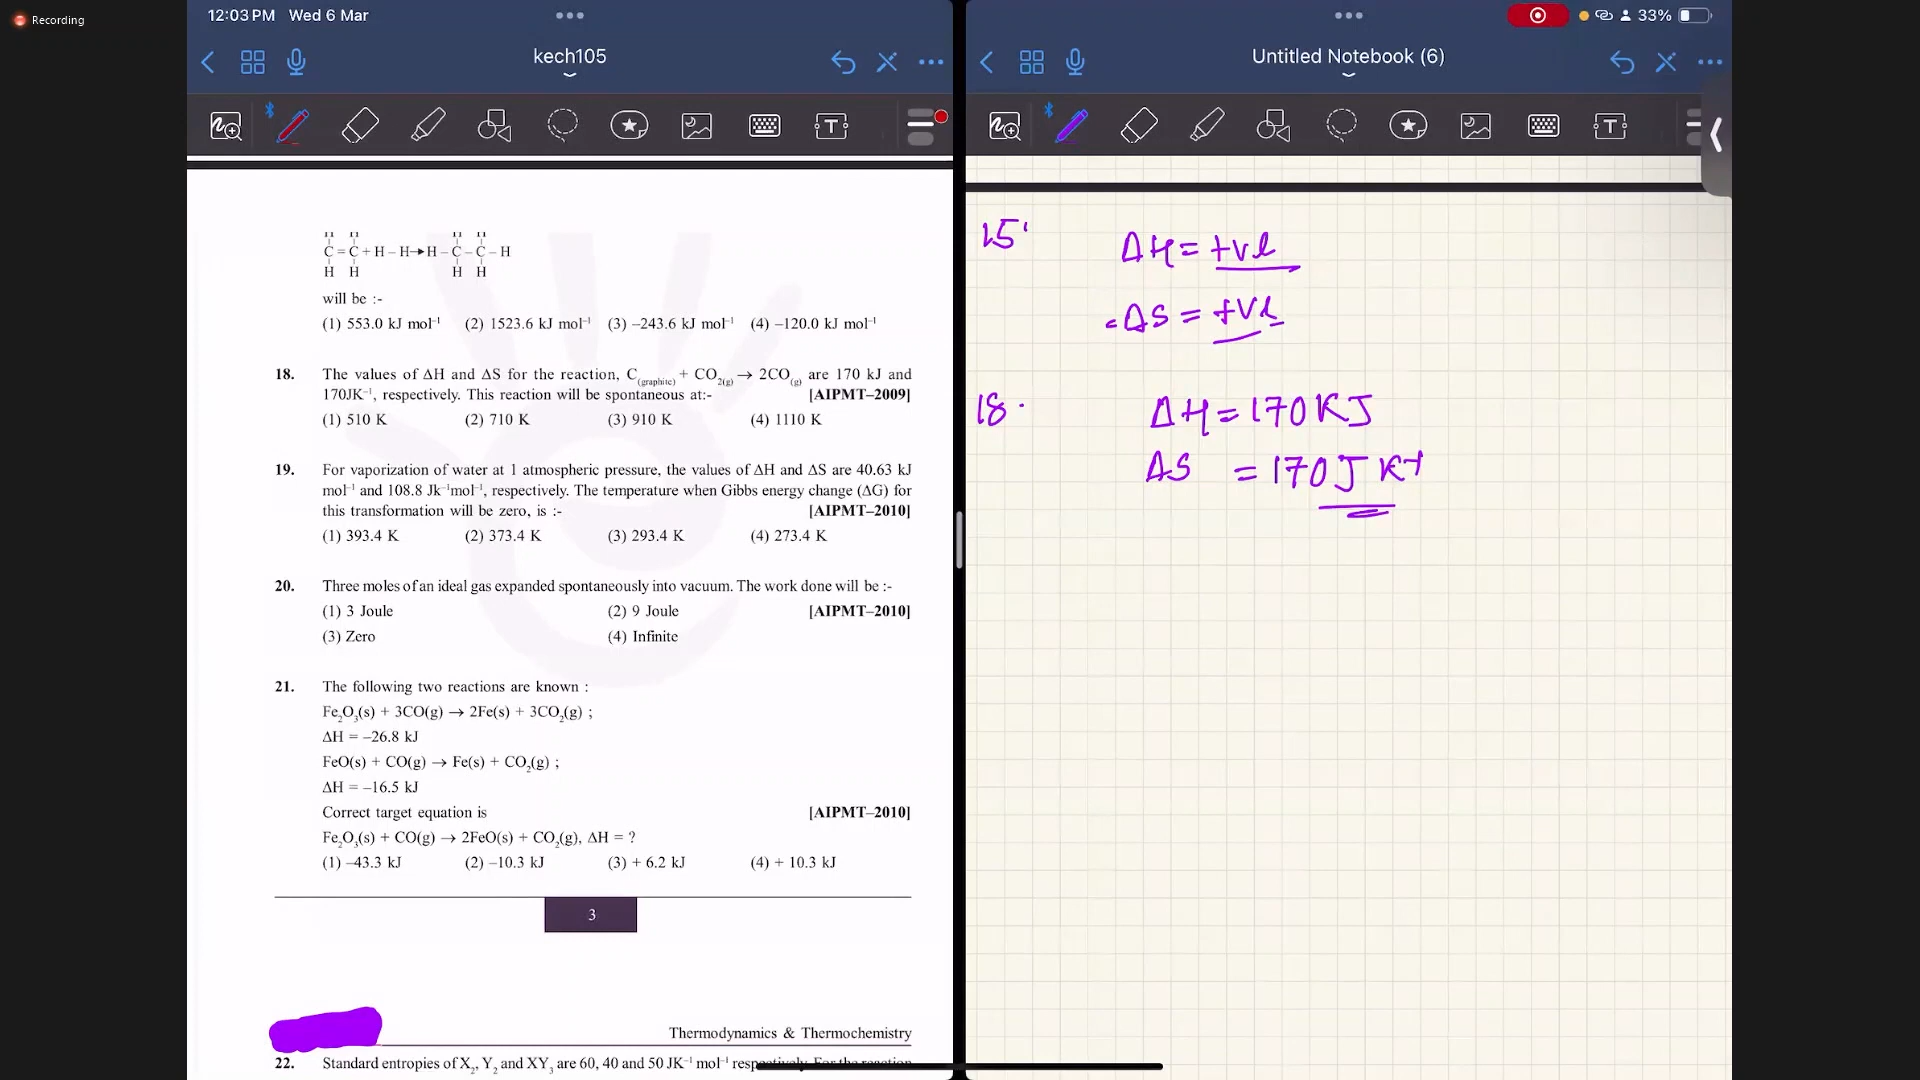 Recording
12:03 PM Wed 6 Mar
33%
kech105
Untitled Notebook (6)
H H H H
C = C + H – H → H – C – C – H
H H H H
will be :-
(1) 553.0 kJ mol⁻¹ (2) 1523.6 kJ mol⁻¹ (3) –243.6 kJ mol⁻¹ (4) –120.0 kJ mol⁻¹
18. The values of ΔH and ΔS for the reaction, C(graphite) + CO2(g) → 2CO(g) are 170 kJ and
170JK⁻¹, respectively. This reaction will be spontaneous at:- [AIPMT–2009]
(1) 510 K (2) 710 K (3) 910 K (4) 1110 K
19. For vaporization of water at 1 atmospheric pressure, the values of ΔH and ΔS are 40.63 kJ
mol⁻¹ and 108.8 Jk⁻¹mol⁻¹, respectively. The temperature when Gibbs energy change (ΔG) for
this transformation will be zero, is :- [AIPMT–2010]
(1) 393.4 K (2) 373.4 K (3) 293.4 K (4) 273.4 K
20. Three moles of an ideal gas expanded spontaneously into vacuum. The work done will be :-
(1) 3 Joule (2) 9 Joule [AIPMT–2010]
(3) Zero (4) Infinite
21. The following two reactions are known :
Fe₂O₃(s) + 3CO(g) → 2Fe(s) + 3CO₂(g) ;
ΔH = –26.8 kJ
FeO(s) + CO(g) → Fe(s) + CO₂(g) ;
ΔH = –16.5 kJ
Correct target equation is [AIPMT–2010]
Fe₂O₃(s) + CO(g) → 2FeO(s) + CO₂(g), ΔH = ?
(1) –43.3 kJ (2) –10.3 kJ (3) + 6.2 kJ (4) + 10.3 kJ
3
Thermodynamics & Thermochemistry
22. Standard entropies of X₂, Y₂ and XY₃ are 60, 40 and 50 JK⁻¹ mol⁻¹ respectively. For the reaction
15. ΔH = +ve
ΔS = +ve
18. ΔH = 170 KJ
ΔS = 170 J K⁻¹